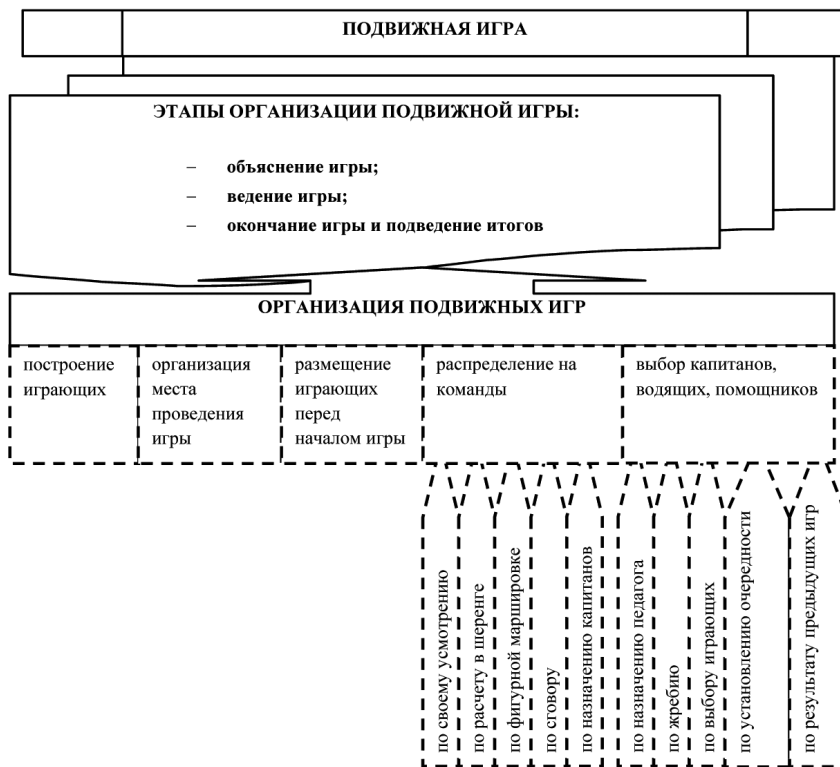 ПОДВИЖНАЯ ИГРА
ЭТАПЫ ОРГАНИЗАЦИИ ПОДВИЖНОЙ ИГРЫ:
– объяснение игры;
– ведение игры;
– окончание игры и подведение итогов
ОРГАНИЗАЦИЯ ПОДВИЖНЫХ ИГР
построение
играющих
организация
места
проведения
игры
размещение
играющих
перед
началом игры
распределение на
команды
выбор капитанов,
водящих, помощников
по своему усмотрению
по расчету в шеренге
по фигурной маршировке
по сговору
по назначению капитанов
по назначению педагога
по жребию
по выбору играющих
по установлению очередности
по результату предыдущих игр